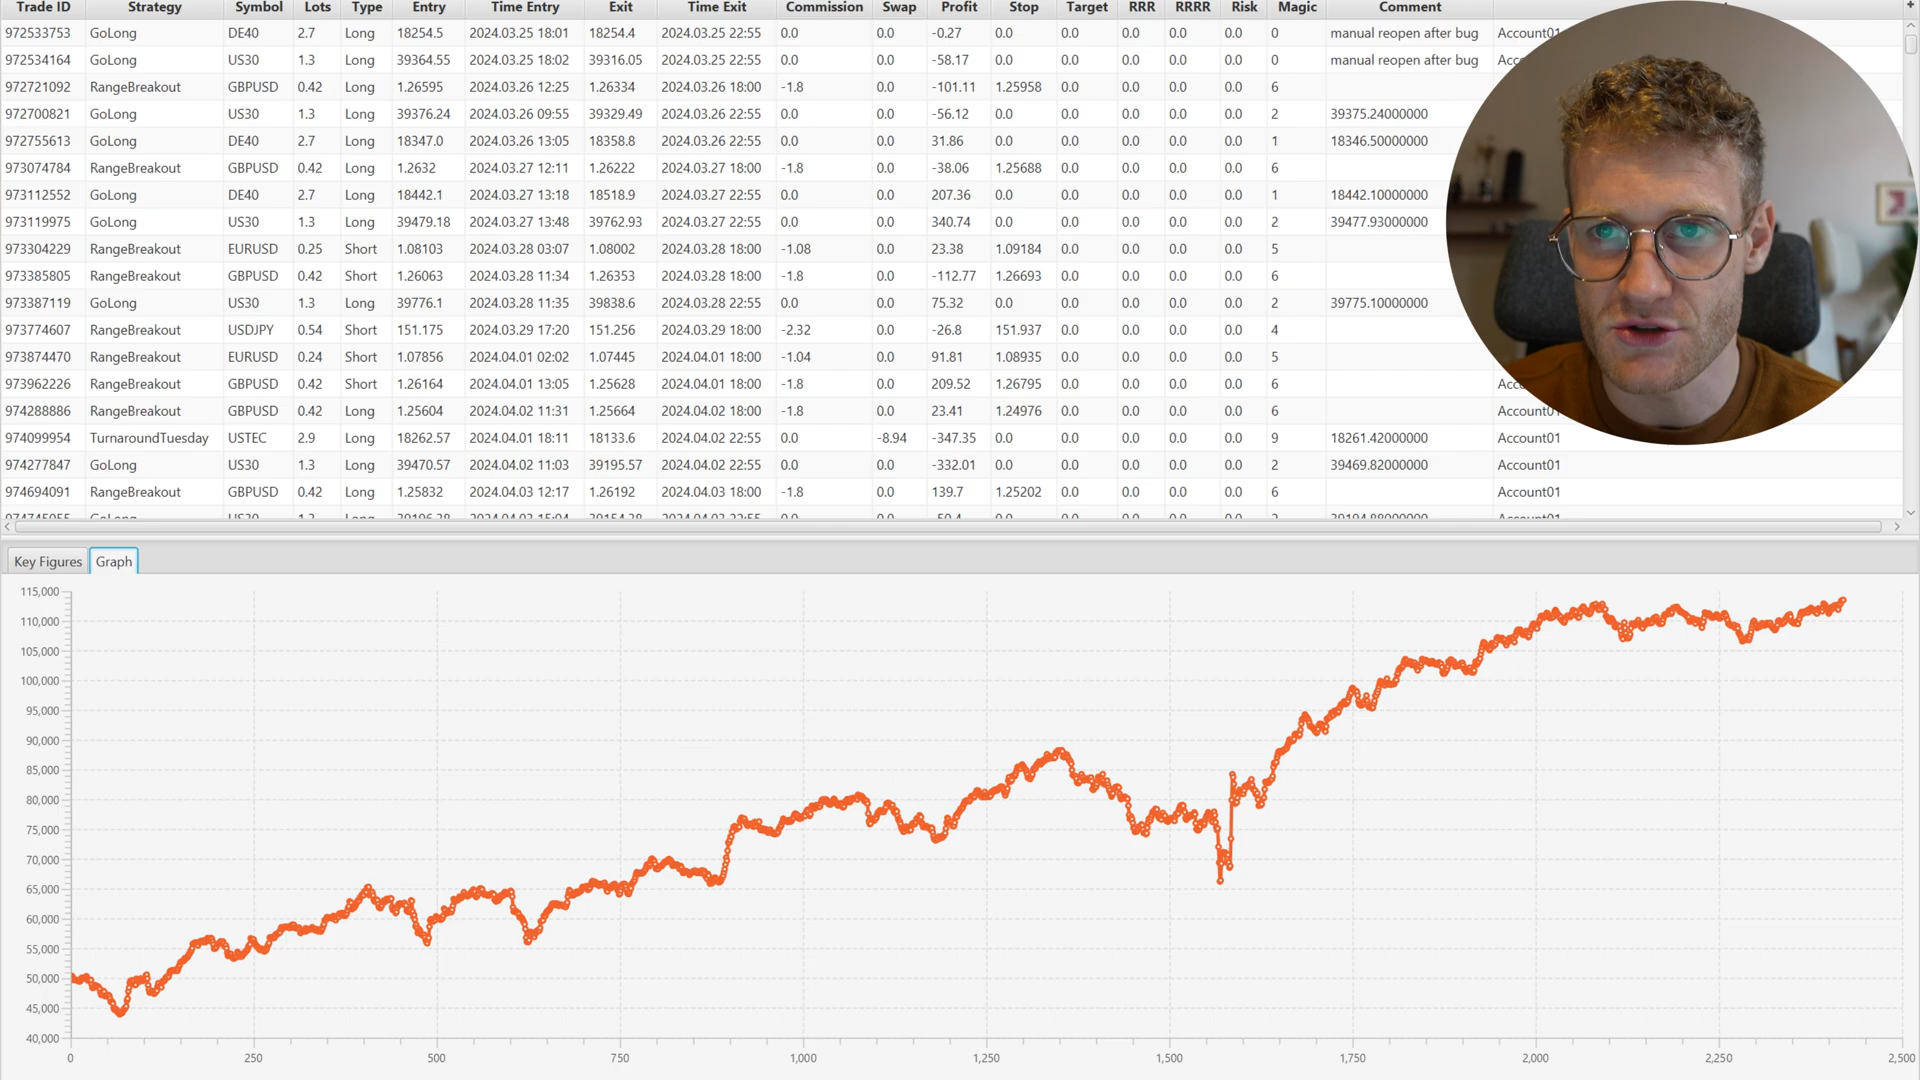 Trade ID Strategy Symbol Lots Type Entry Time Entry Exit Time Exit Commission Swap Profit Stop Target RRR RRRR Risk Magic Comment
972533753 GoLong DE40 2.7 Long 18254.5 2024.03.25 18:01 18254.4 2024.03.25 22:55 0.0 0.0 -0.27 0.0 0.0 0.0 0.0 0.0 0 manual reopen after bug Account01
972534164 GoLong US30 1.3 Long 39364.55 2024.03.25 18:02 39316.05 2024.03.25 22:55 0.0 0.0 -58.17 0.0 0.0 0.0 0.0 0.0 0 manual reopen after bug
972721092 RangeBreakout GBPUSD 0.42 Long 1.26595 2024.03.26 12:25 1.26334 2024.03.26 18:00 -1.8 0.0 -101.11 1.25958 0.0 0.0 0.0 0.0 6
972700821 GoLong US30 1.3 Long 39376.24 2024.03.26 09:55 39329.49 2024.03.26 22:55 0.0 0.0 -56.12 0.0 0.0 0.0 0.0 0.0 2 39375.24000000
972755613 GoLong DE40 2.7 Long 18347.0 2024.03.26 13:05 18358.8 2024.03.26 22:55 0.0 0.0 31.86 0.0 0.0 0.0 0.0 0.0 1 18346.50000000
973074784 RangeBreakout GBPUSD 0.42 Long 1.2632 2024.03.27 12:11 1.26222 2024.03.27 18:00 -1.8 0.0 -38.06 1.25688 0.0 0.0 0.0 0.0 6
973112552 GoLong DE40 2.7 Long 18442.1 2024.03.27 13:18 18518.9 2024.03.27 22:55 0.0 0.0 207.36 0.0 0.0 0.0 0.0 0.0 1 18442.10000000
973119975 GoLong US30 1.3 Long 39479.18 2024.03.27 13:48 39762.93 2024.03.27 22:55 0.0 0.0 340.74 0.0 0.0 0.0 0.0 0.0 2 39477.93000000
973304229 RangeBreakout EURUSD 0.25 Short 1.08103 2024.03.28 03:07 1.08002 2024.03.28 18:00 -1.08 0.0 23.38 1.09184 0.0 0.0 0.0 0.0 5
973385805 RangeBreakout GBPUSD 0.42 Short 1.26063 2024.03.28 11:34 1.26353 2024.03.28 18:00 -1.8 0.0 -112.77 1.26693 0.0 0.0 0.0 0.0 6
973387119 GoLong US30 1.3 Long 39776.1 2024.03.28 11:35 39838.6 2024.03.28 22:55 0.0 0.0 75.32 0.0 0.0 0.0 0.0 0.0 2 39775.10000000
973774607 RangeBreakout USDJPY 0.54 Short 151.175 2024.03.29 17:20 151.256 2024.03.29 18:00 -2.32 0.0 -26.8 151.937 0.0 0.0 0.0 0.0 4
973874470 RangeBreakout EURUSD 0.24 Short 1.07856 2024.04.01 02:02 1.07445 2024.04.01 18:00 -1.04 0.0 91.81 1.08935 0.0 0.0 0.0 0.0 5
973962226 RangeBreakout GBPUSD 0.42 Short 1.26164 2024.04.01 13:05 1.25628 2024.04.01 18:00 -1.8 0.0 209.52 1.26795 0.0 0.0 0.0 0.0 6
974288886 RangeBreakout GBPUSD 0.42 Long 1.25604 2024.04.02 11:31 1.25664 2024.04.02 18:00 -1.8 0.0 23.41 1.24976 0.0 0.0 0.0 0.0 6 Account01
974099954 TurnaroundTuesday USTEC 2.9 Long 18262.57 2024.04.01 18:11 18133.6 2024.04.02 22:55 0.0 -8.94 -347.35 0.0 0.0 0.0 0.0 0.0 9 18261.42000000 Account01
974277847 GoLong US30 1.3 Long 39470.57 2024.04.02 11:03 39195.57 2024.04.02 22:55 0.0 0.0 -332.01 0.0 0.0 0.0 0.0 0.0 2 39469.82000000 Account01
974694091 RangeBreakout GBPUSD 0.42 Long 1.25832 2024.04.03 12:17 1.26192 2024.04.03 18:00 -1.8 0.0 139.7 1.25202 0.0 0.0 0.0 0.0 6 Account01
Key Figures Graph
115,000
110,000
105,000
100,000
95,000
90,000
85,000
80,000
75,000
70,000
65,000
60,000
55,000
50,000
45,000
40,000
0 250 500 750 1,000 1,250 1,500 1,750 2,000 2,250 2,500